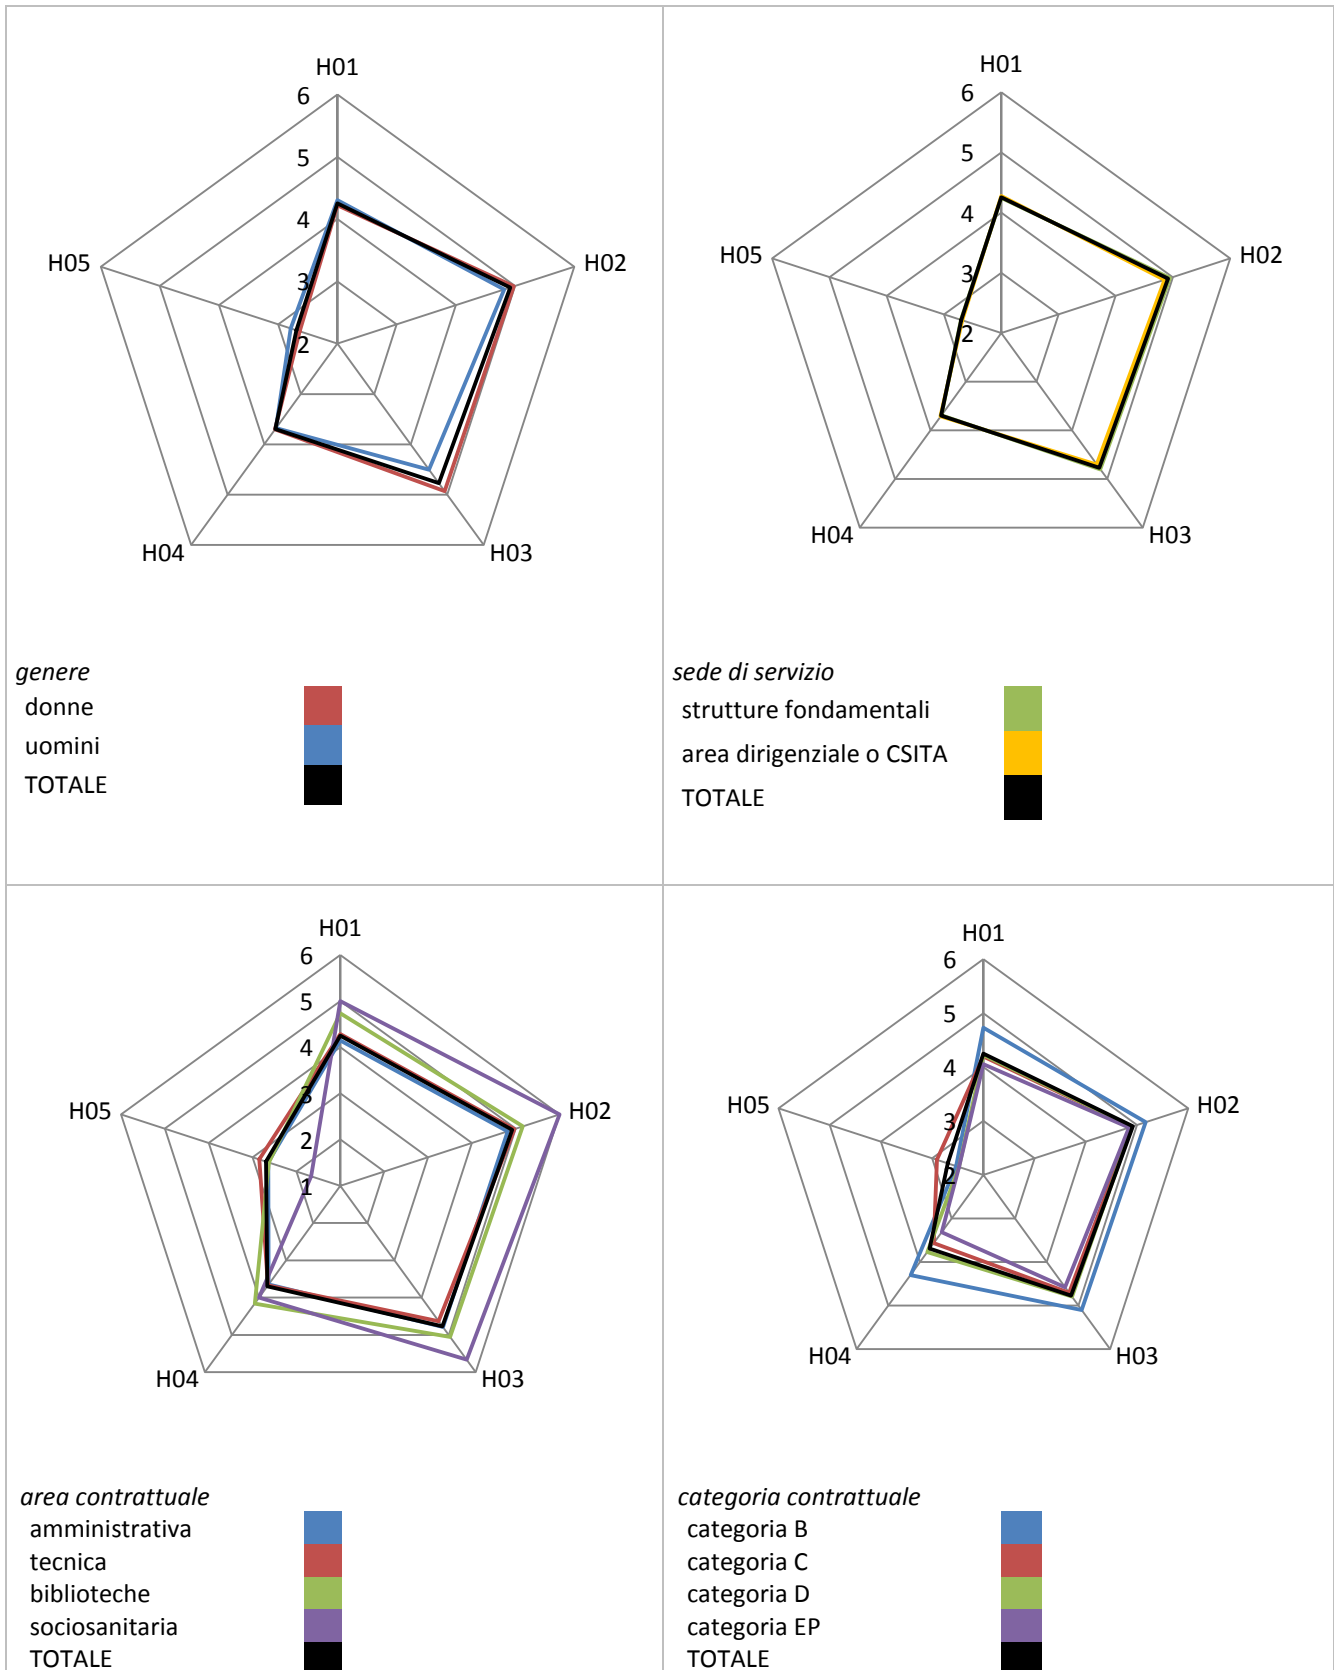 H01
6
5
4
3
2
H02
H03
H04
H05
genere
donne
uomini
TOTALE
H01
6
5
4
3
2
H02
H03
H04
H05
sede di servizio
strutture fondamentali
area dirigenziale o CSITA
TOTALE
H01
6
5
4
3
2
1
H02
H03
H04
H05
area contrattuale
amministrativa
tecnica
biblioteche
sociosanitaria
TOTALE
H01
6
5
4
3
2
H02
H03
H04
H05
categoria contrattuale
categoria B
categoria C
categoria D
categoria EP
TOTALE